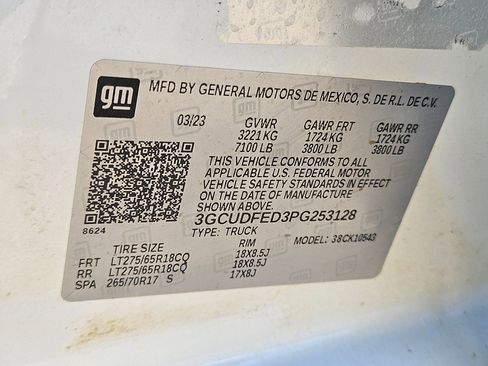 gm MFD BY GENERAL MOTORS DE MEXICO, S. DE R.L. DE C.V.
03/23 GVWR GAWR FRT GAWR RR
3221 KG 1724 KG 1724 KG
7100 LB 3800 LB 3800 LB
THIS VEHICLE CONFORMS TO ALL
APPLICABLE U.S. FEDERAL MOTOR
VEHICLE SAFETY STANDARDS IN EFFECT
ON THE DATE OF MANUFACTURE
SHOWN ABOVE.
3GCUDFED3PG253128
8624
TYPE: TRUCK MODEL: 38CK10543
TIRE SIZE RIM
FRT LT275/65R18CQ 18X8.5J
RR LT275/65R18CQ 18X8.5J
SPA 265/70R17 S 17X8J